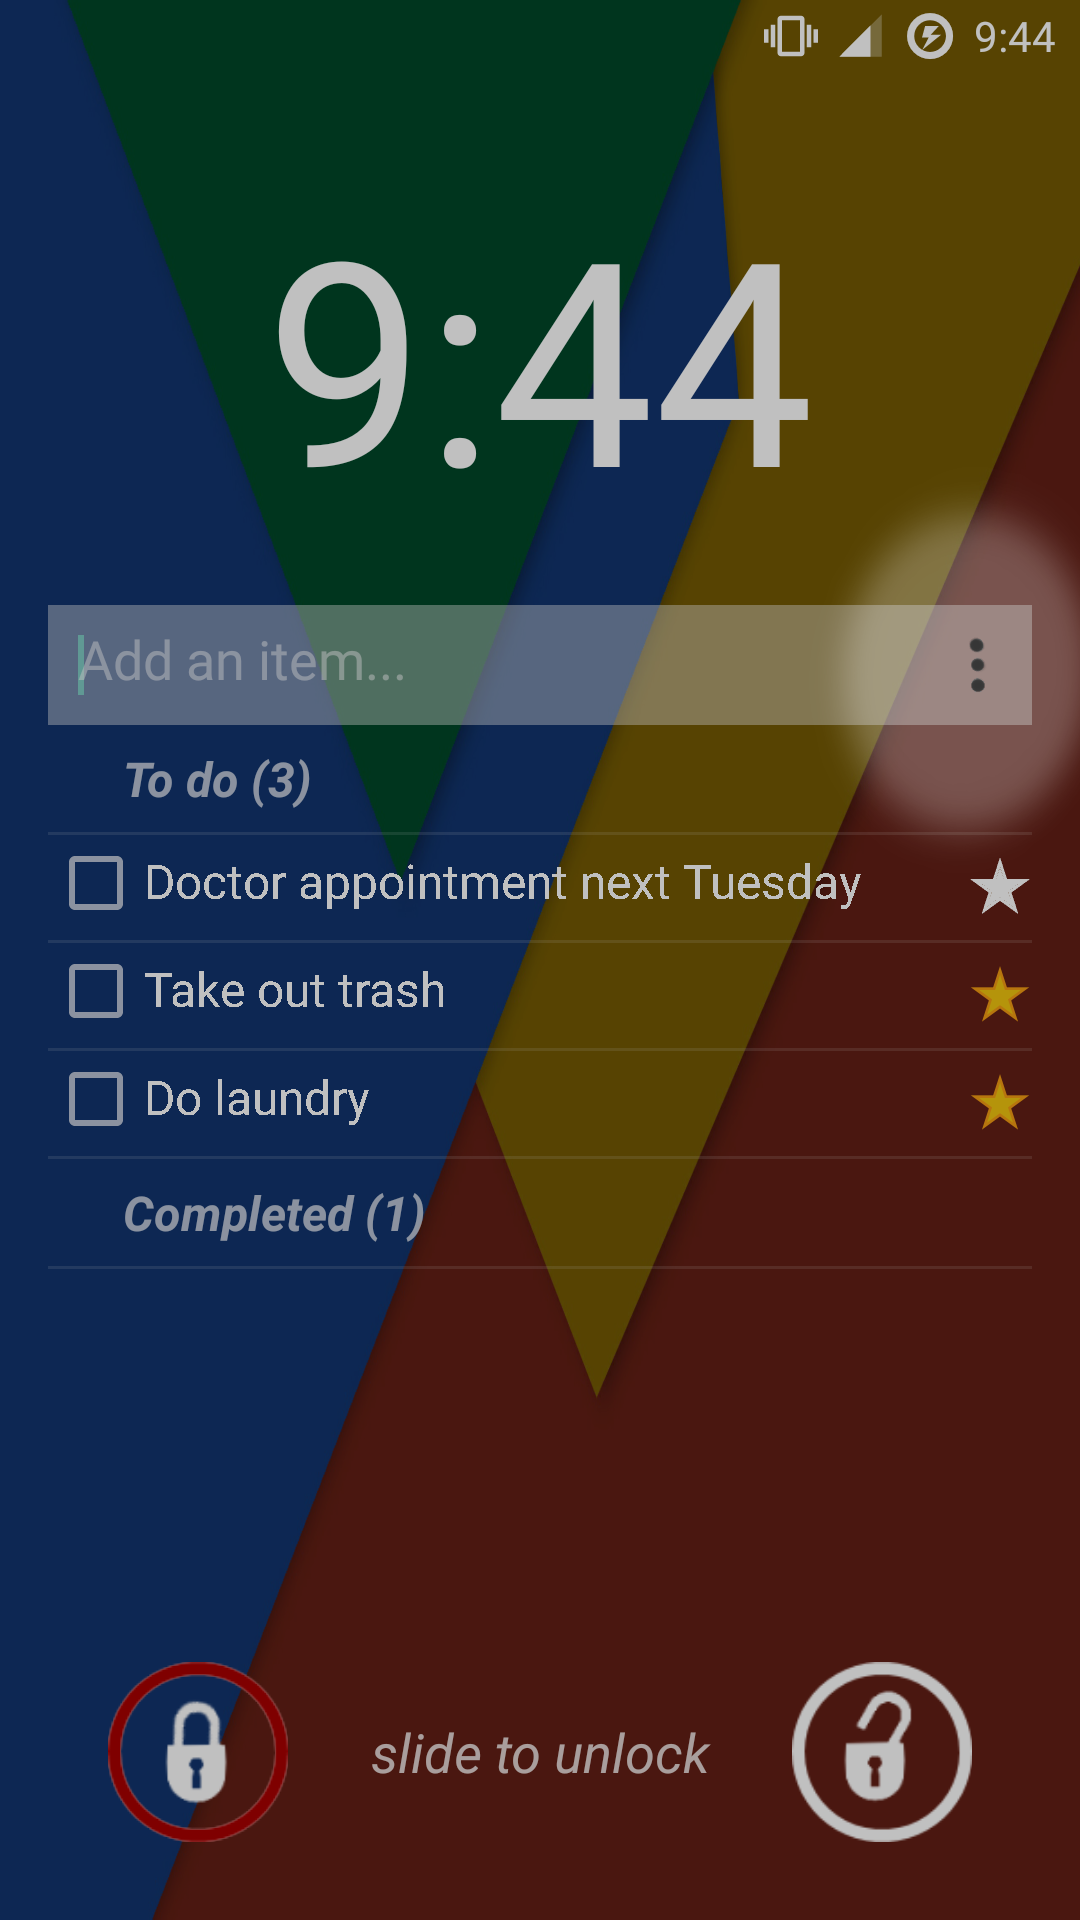 9:44
9:44
Add an item...
To do (3)
Doctor appointment next Tuesday
Take out trash
Do laundry
Completed (1)
slide to unlock